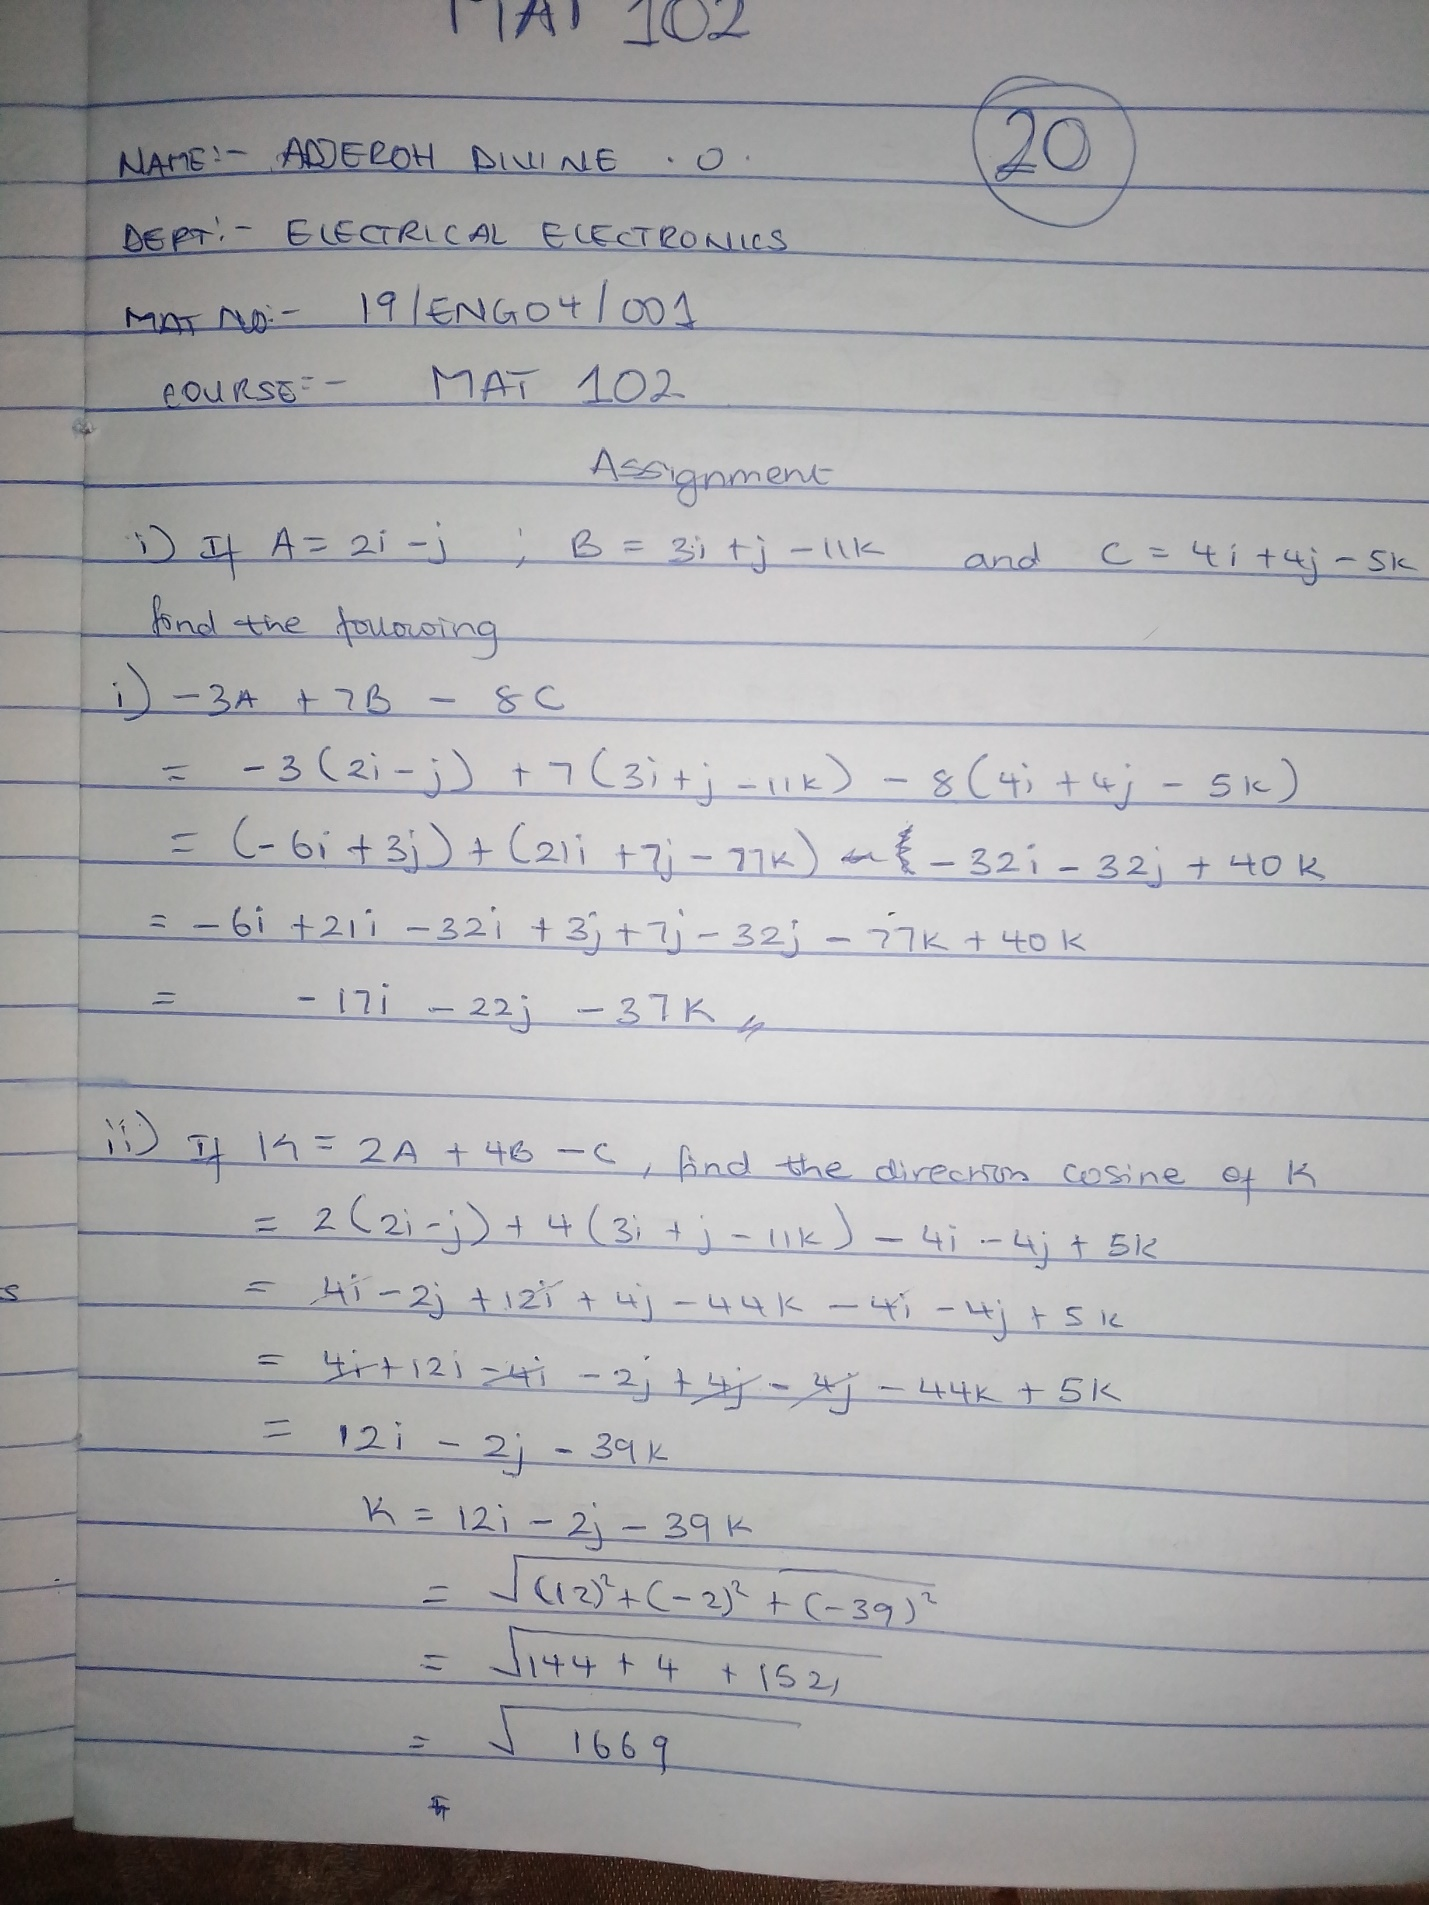 MAT 102
20
NAME:- ADJEROH DIVINE .O.
DEPT:- ELECTRICAL ELECTRONICS
MAT NO:- 19/ENG04/001
COURSE:- MAT 102
Assignment
i) If A = 2i - j ; B = 3i + j - 11k and C = 4i + 4j - 5k
find the following
i) - 3A + 7B - 8C
= -3(2i - j) + 7(3i + j - 11k) - 8(4i + 4j - 5k)
= (-6i + 3j) + (21i + 7j - 77k) - 32i - 32j + 40k
= - 6i + 21i - 32i + 3j + 7j - 32j - 77k + 40k
= - 17i - 22j - 37k
ii) If K = 2A + 4B - C, find the direction cosine of K
= 2(2i - j) + 4(3i + j - 11k) - 4i - 4j + 5k
= 4i - 2j + 12i + 4j - 44k - 4i - 4j + 5k
= 4i + 12i - 4i - 2j + 4j - 4j - 44k + 5k
= 12i - 2j - 39k
K = 12i - 2j - 39k
= √(12)² + (-2)² + (-39)²
= √144 + 4 + 1521
= √1669
s